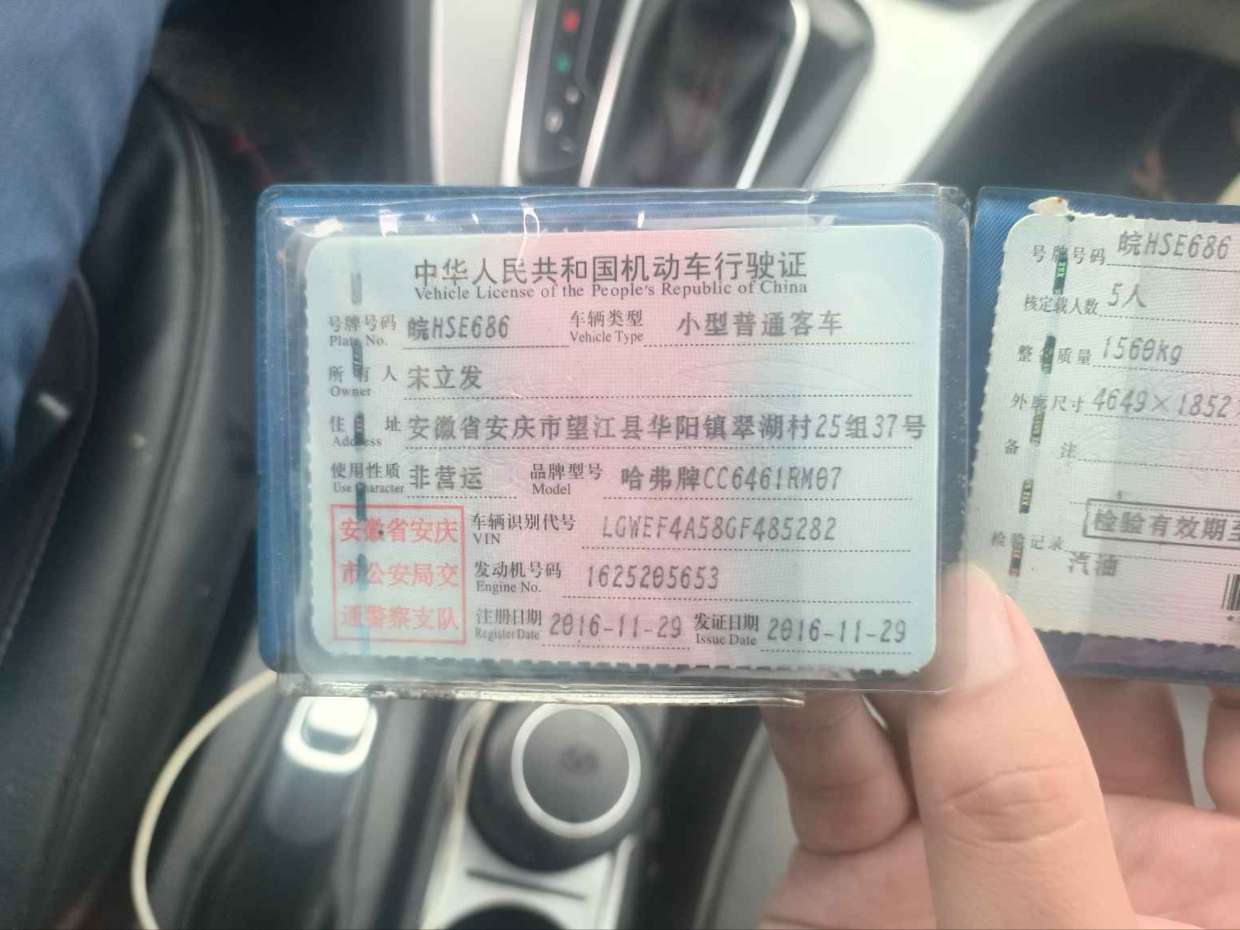 中华人民共和国机动车行驶证
Vehicle License of the People's Republic of China
号牌号码 皖HSE686 车辆类型 小型普通客车
Plate No. Vehicle Type
所有人 宋立发
Owner
住址 安徽省安庆市望江县华阳镇翠湖村25组37号
Address
使用性质 非营运 品牌型号 哈弗牌CC6461RM07
Use Character Model
安徽省安庆
市公安局交
通警察支队
车辆识别代号 LGWEF4A58GF485282
VIN
发动机号码 1625205653
Engine No.
注册日期 2016-11-29 发证日期 2016-11-29
Register Date Issue Date
号牌号码 皖HSE686
核定载人数 5人
整备质量 1560kg
外廓尺寸 4649×1852
备注
检验有效期至
检验记录
汽油